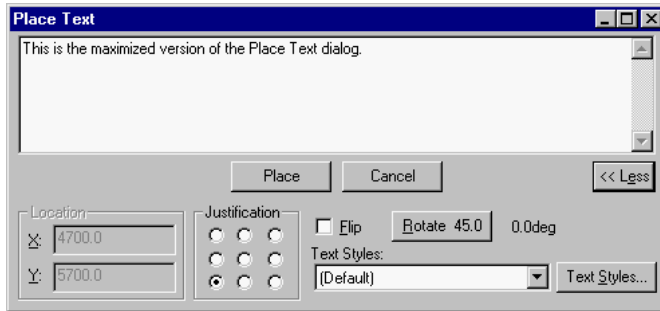 Place Text
This is the maximized version of the Place Text dialog.
Place Cancel << Less
Location Justification
Flip Rotate 45.0 0.0deg
X: 4700.0
Text Styles:
Y: 5700.0 (Default) Text Styles...